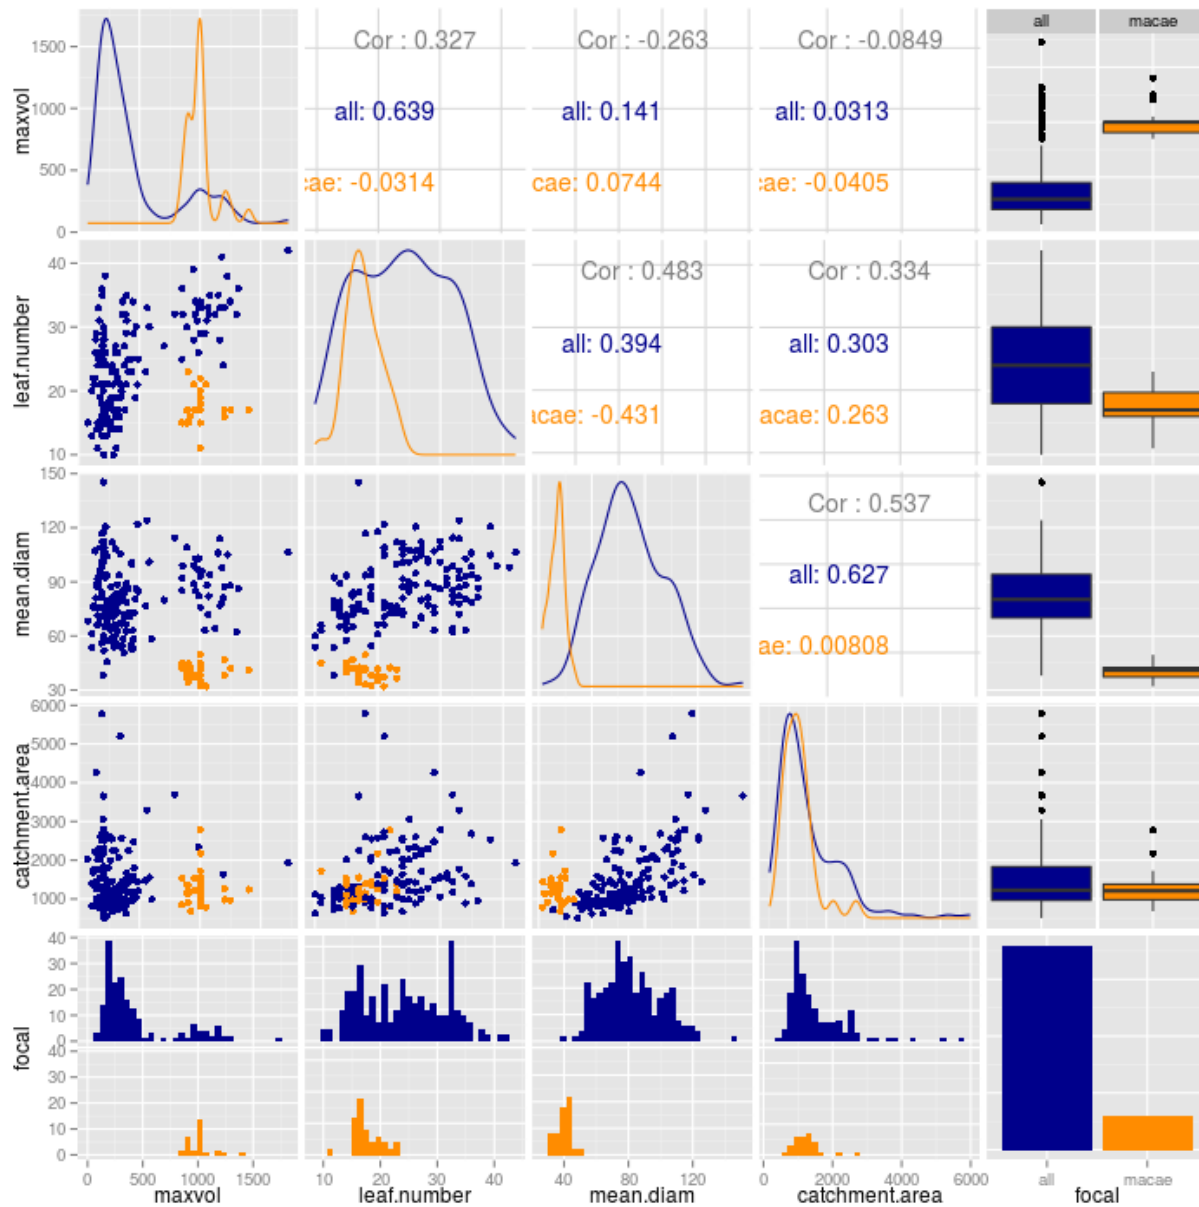 all macae
1500
1000
500
0
maxvol
Cor : 0.327
all: 0.639
cae: -0.0314
Cor : -0.263
all: 0.141
cae: 0.0744
Cor : -0.0849
all: 0.0313
ae: -0.0405
40
30
20
10
leaf.number
Cor : 0.483
all: 0.394
acae: -0.431
Cor : 0.334
all: 0.303
acae: 0.263
150
120
90
60
30
mean.diam
Cor : 0.537
all: 0.627
ae: 0.00808
6000
5000
4000
3000
2000
1000
catchment.area
40
30
20
10
0
40
30
20
10
0
focal
0 500 1000 1500
maxvol
10 20 30 40
leaf.number
40 80 120
mean.diam
0 2000 4000 6000
catchment.area
all macae
focal